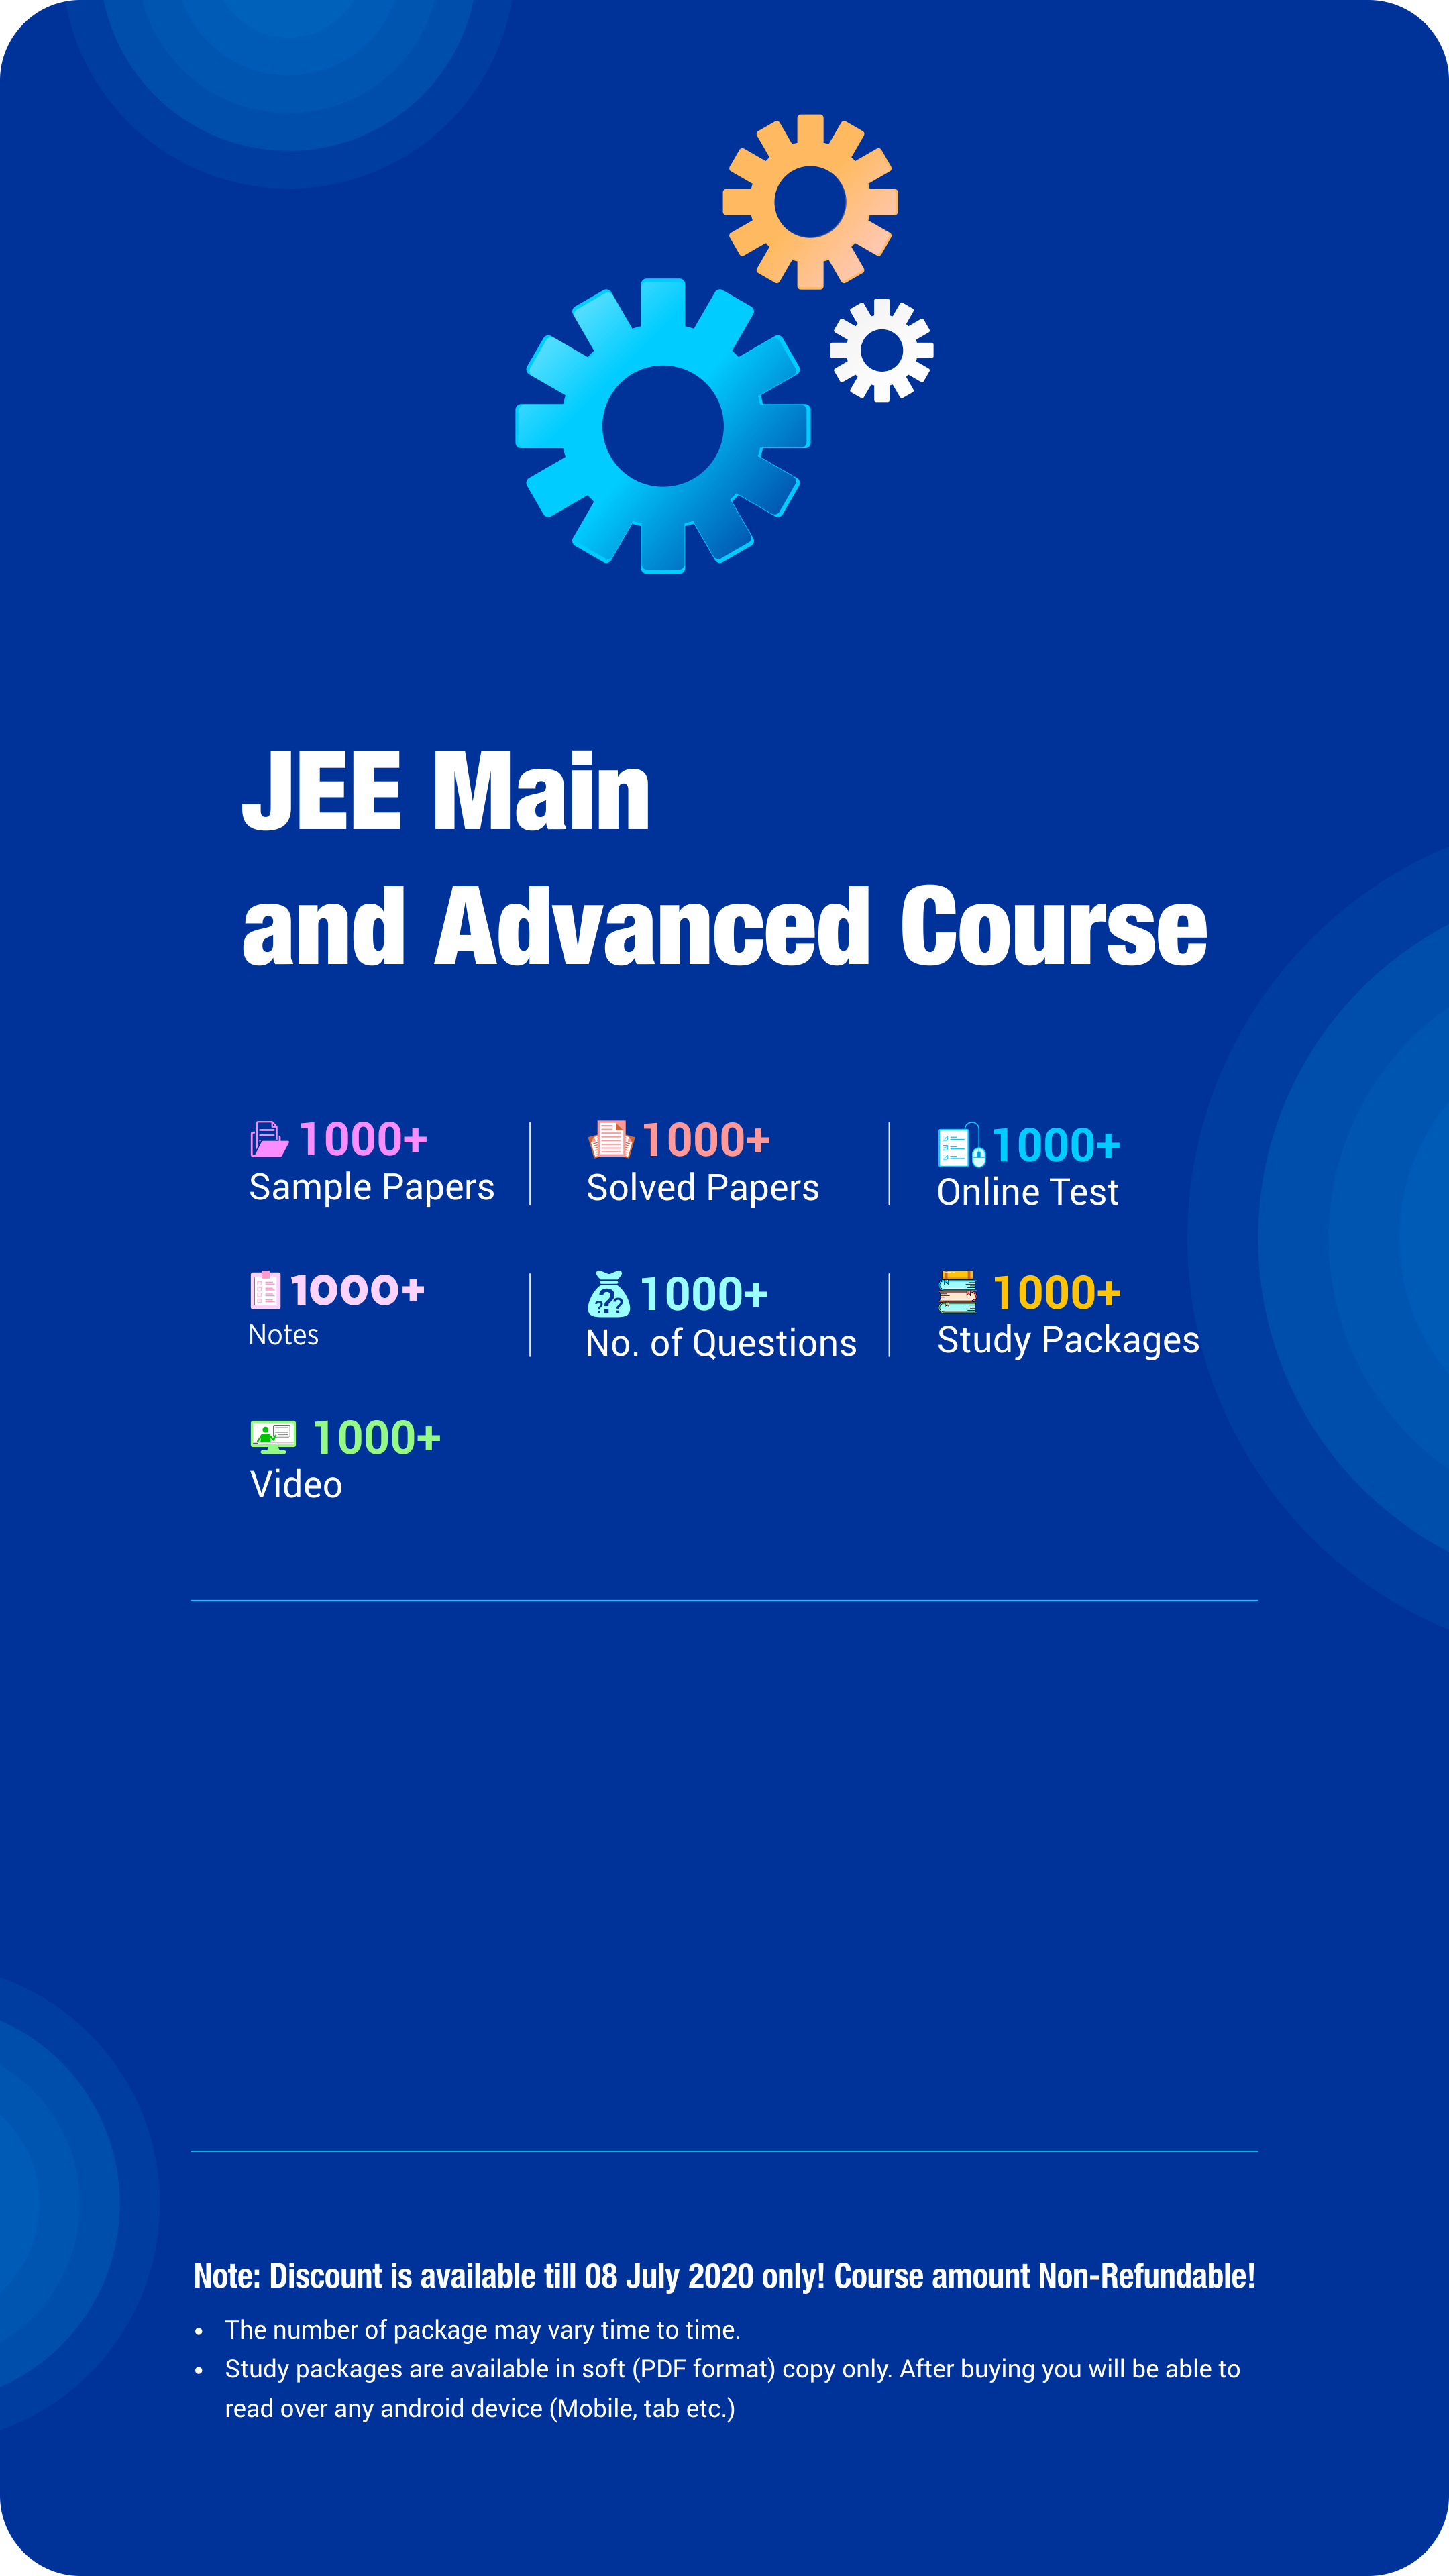 JEE Main
and Advanced Course
1000+
Sample Papers
1000+
Solved Papers
1000+
Online Test
1000+
Notes
1000+
No. of Questions
1000+
Study Packages
1000+
Video
Note: Discount is available till 08 July 2020 only! Course amount Non-Refundable!
• The number of package may vary time to time.
• Study packages are available in soft (PDF format) copy only. After buying you will be able to
read over any android device (Mobile, tab etc.)